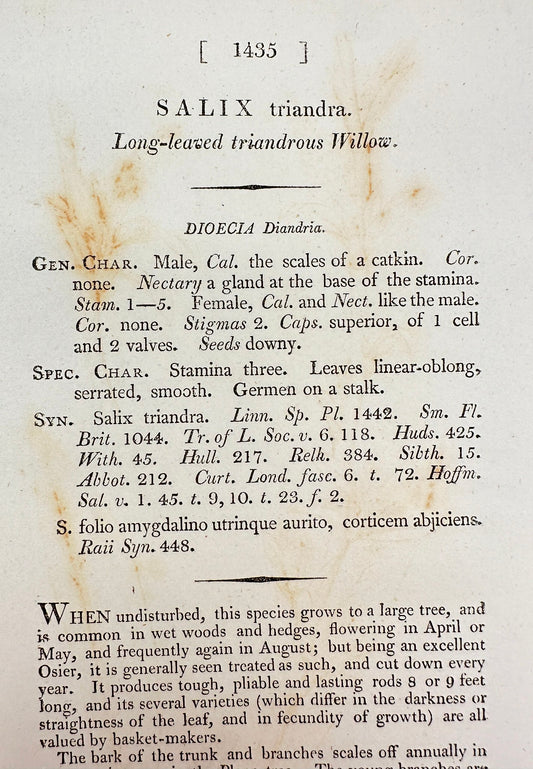 [ 1435 ]
SALIX triandra.
Long-leaved triandrous Willow.
DIOECIA Diandria.
GEN. CHAR. Male, Cal. the scales of a catkin. Cor.
none. Nectary a gland at the base of the stamina.
Stam. 1—5. Female, Cal. and Nect. like the male.
Cor. none. Stigmas 2. Caps. superior, of 1 cell
and 2 valves. Seeds downy.
SPEC. CHAR. Stamina three. Leaves linear-oblong,
serrated, smooth. Germen on a stalk.
SYN. Salix triandra. Linn. Sp. Pl. 1442. Sm. Fl.
Brit. 1044. Tr. of L. Soc. v. 6. 118. Huds. 425.
With. 45. Hull. 217. Relh. 384. Sibth. 15.
Abbot. 212. Curt. Lond. fasc. 6. t. 72. Hoffm.
Sal. v. 1. 45. t. 9, 10. t. 23. f. 2.
S. folio amygdalino utrinque aurito, corticem abjiciens.
Raii Syn. 448.
WHEN undisturbed, this species grows to a large tree, and
is common in wet woods and hedges, flowering in April or
May, and frequently again in August; but being an excellent
Osier, it is generally seen treated as such, and cut down every
year. It produces tough, pliable and lasting rods 8 or 9 feet
long, and its several varieties (which differ in the darkness or
straightness of the leaf, and in fecundity of growth) are all
valued by basket-makers.
The bark of the trunk and branches scales off annually in